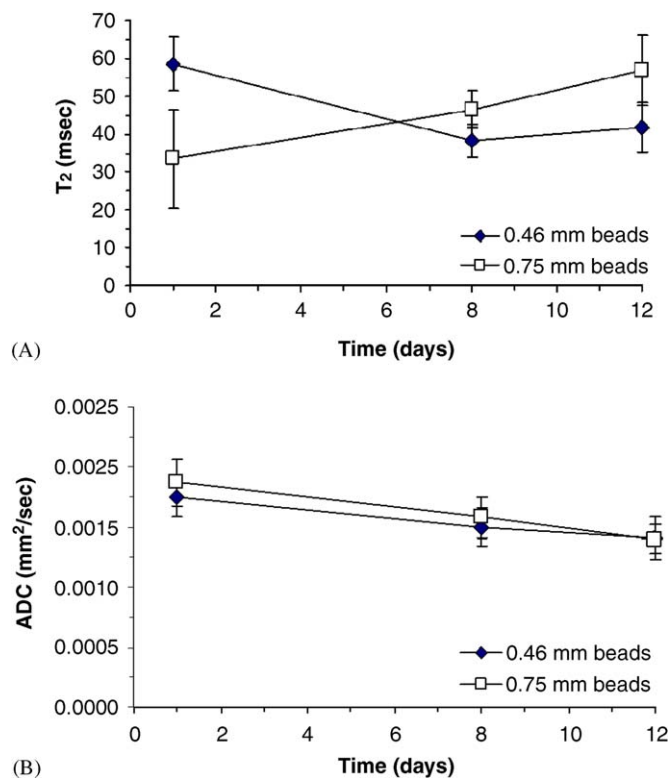 70
60
50
40
30
20
10
0
T2 (msec)
0.46 mm beads
0.75 mm beads
0 2 4 6 8 10 12
Time (days)
(A)
0.0025
0.0025
0.0015
0.0010
0.0005
0.0000
ADC (mm²/sec)
0.46 mm beads
0.75 mm beads
0 2 4 6 8 10 12
Time (days)
(B)